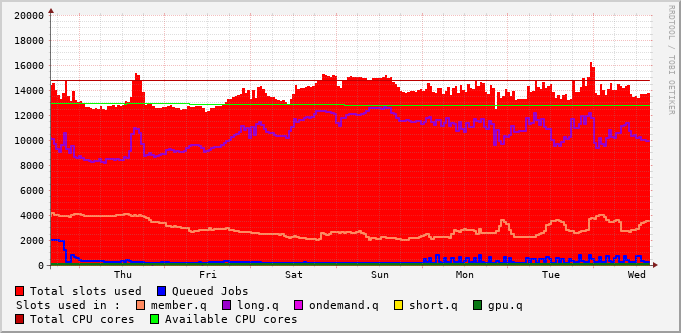 20000
18000
16000
14000
12000
10000
8000
6000
4000
2000
0
Thu Fri Sat Sun Mon Tue Wed
RRDTOOL / TOBI OETIKER
Total slots used Queued Jobs
Slots used in : member.q long.q ondemand.q short.q gpu.q
Total CPU cores Available CPU cores